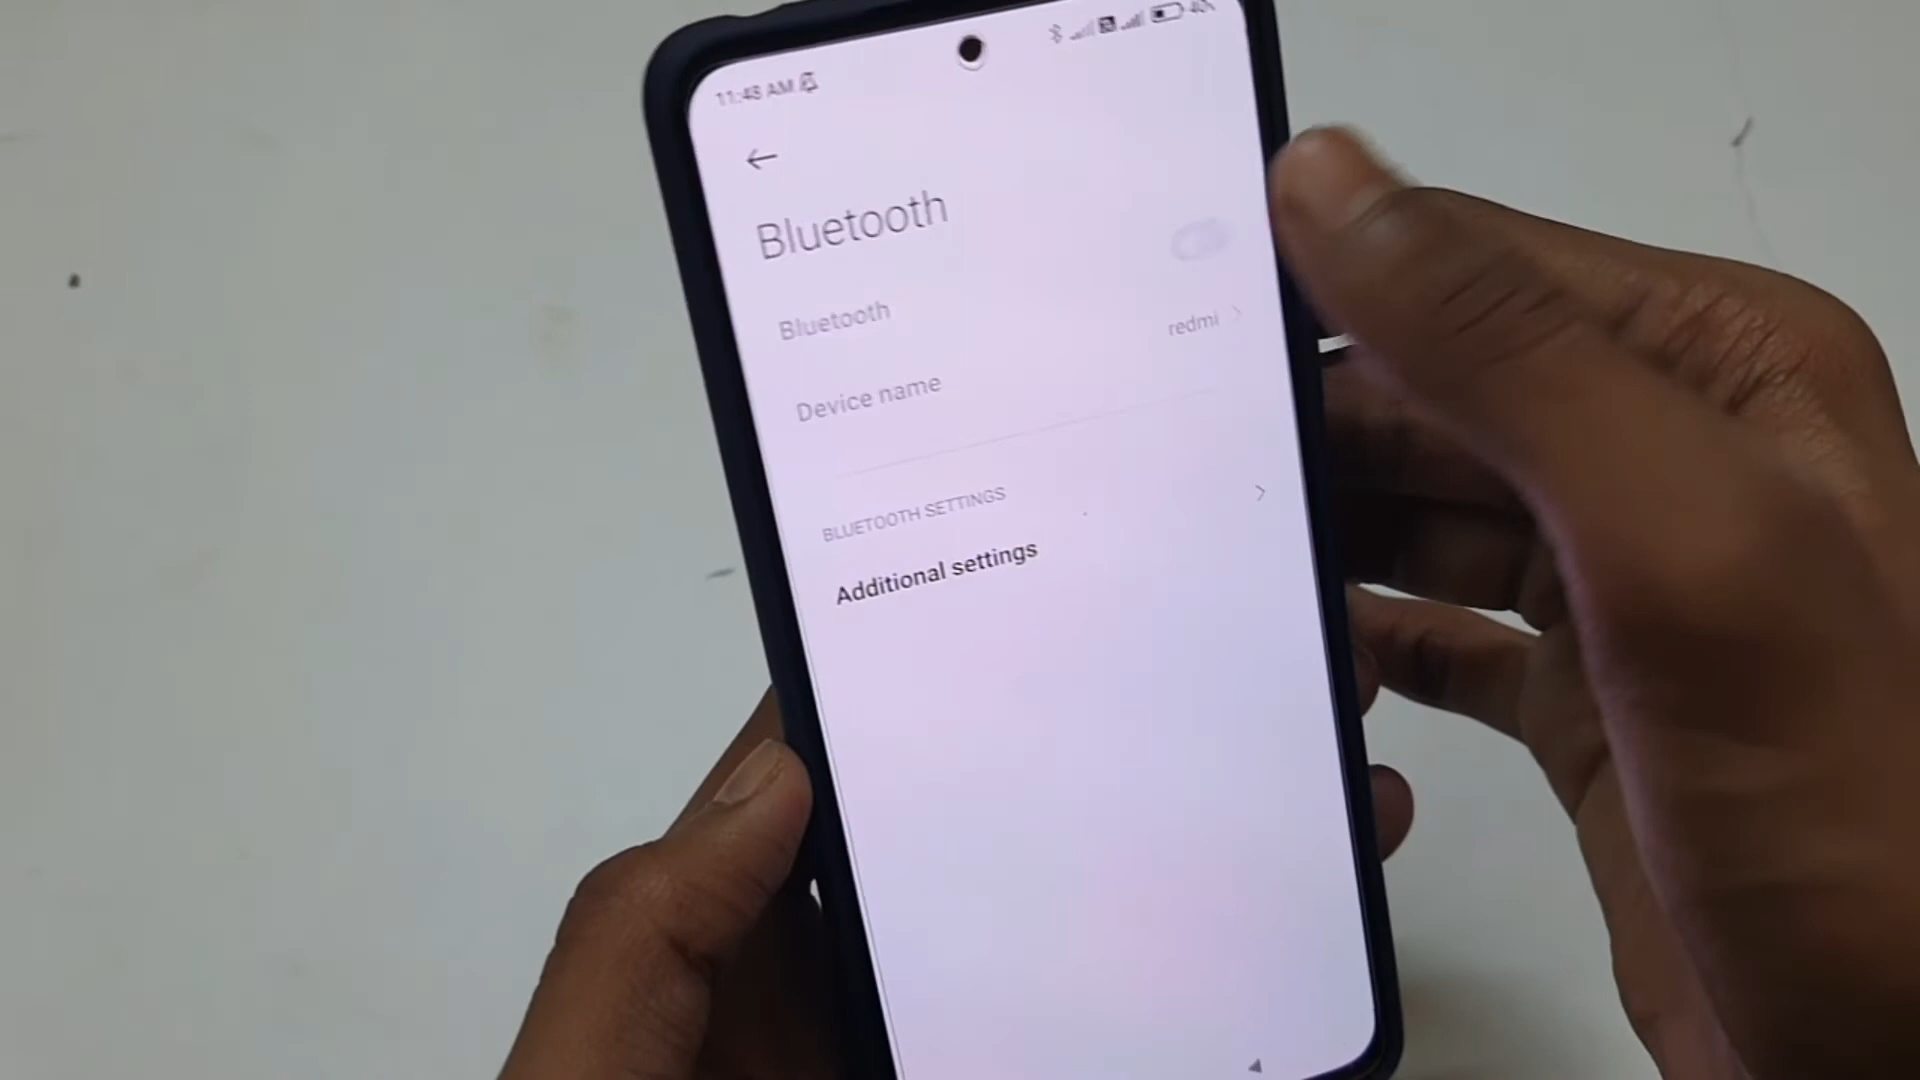 11:48 AM
Bluetooth
Bluetooth
redmi
Device name
BLUETOOTH SETTINGS
Additional settings